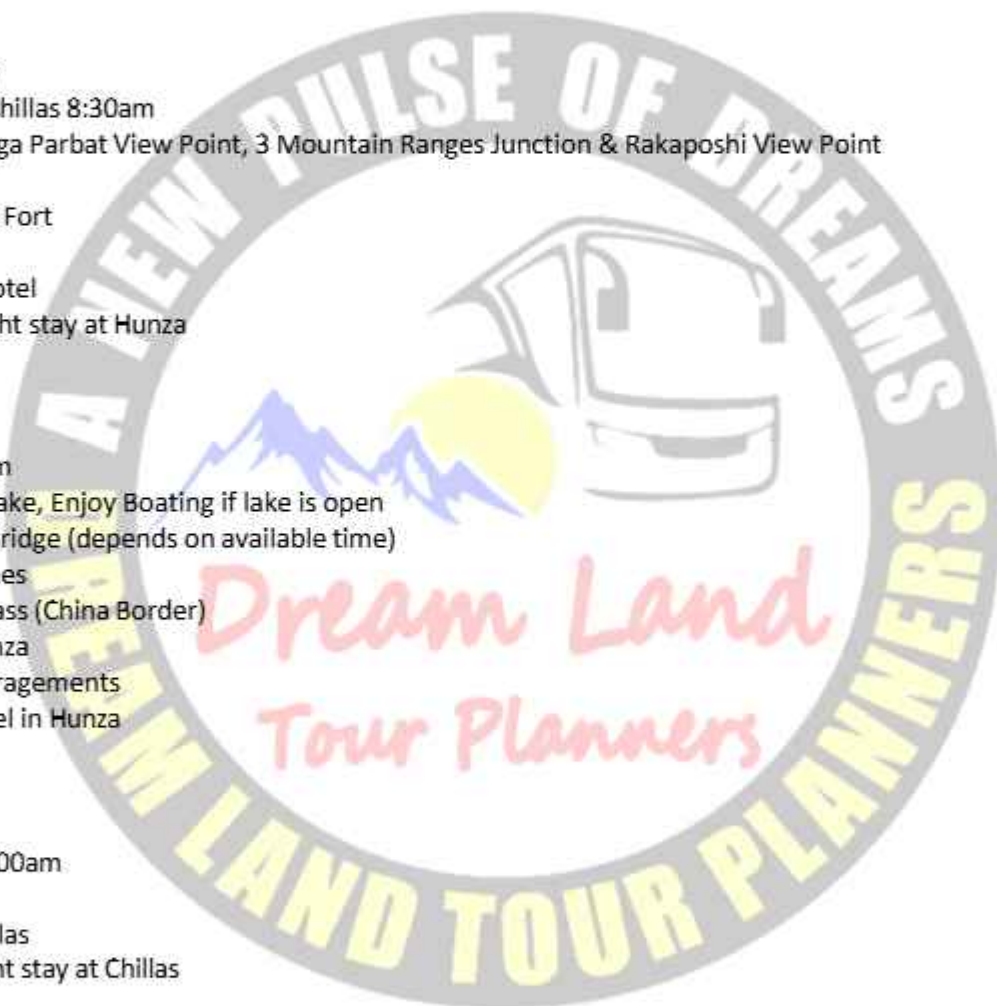 hillas 8:30am
ga Parbat View Point, 3 Mountain Ranges Junction & Rakaposhi View Point
Fort
otel
ht stay at Hunza
m
ake, Enjoy Boating if lake is open
ridge (depends on available time)
es
ass (China Border)
nza
ragements
el in Hunza
:00am
las
nt stay at Chillas
A NEW PULSE OF DREAMS
Dream Land
Tour Planners
DREAM LAND TOUR PLANNERS